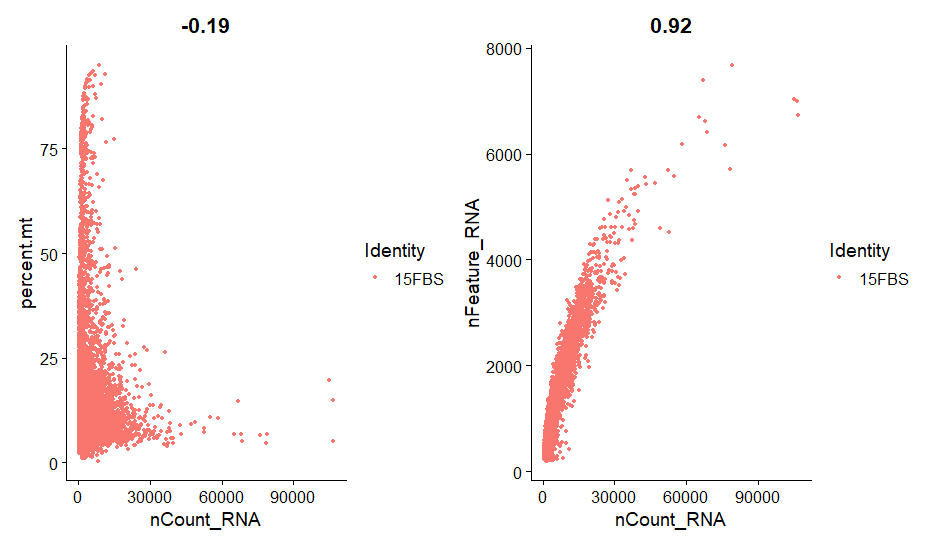 -0.19
percent.mt
75
50
25
0
0
30000
60000
90000
nCount_RNA
Identity
15FBS
0.92
nFeature_RNA
8000
6000
4000
2000
0
0
30000
60000
90000
nCount_RNA
Identity
15FBS